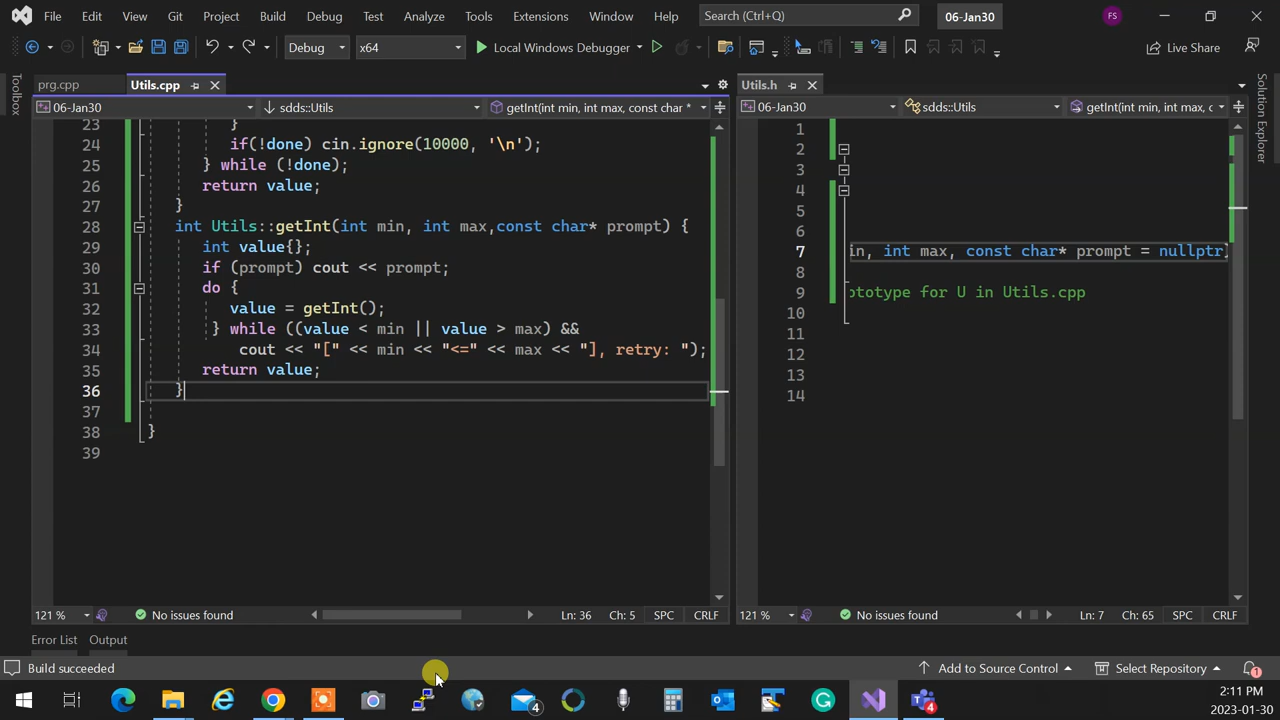 File Edit View Git Project Build Debug Test Analyze Tools Extensions Window Help Search (Ctrl+Q) 06-Jan30 FS
Debug x64 Local Windows Debugger Live Share
Toolbox
prg.cpp Utils.cpp
06-Jan30 sdds::Utils getInt(int min, int max, const char *
23 }
24 if(!done) cin.ignore(10000, '\n');
25 } while (!done);
26 return value;
27 }
28 int Utils::getInt(int min, int max,const char* prompt) {
29 int value{};
30 if (prompt) cout << prompt;
31 do {
32 value = getInt();
33 } while ((value < min || value > max) &&
34 cout << "[" << min << "<=" << max << "], retry: ");
35 return value;
36 }
37
38 }
39
121 % No issues found Ln: 36 Ch: 5 SPC CRLF
Utils.h
06-Jan30 sdds::Utils getInt(int min, int max, c
1
2
3
4
5
6
7 in, int max, const char* prompt = nullptr)
8
9 ototype for U in Utils.cpp
10
11
12
13
14
121 % No issues found Ln: 7 Ch: 65 SPC CRLF
Solution Explorer
Error List Output
Build succeeded Add to Source Control Select Repository 1
4
4
2:11 PM
2023-01-30